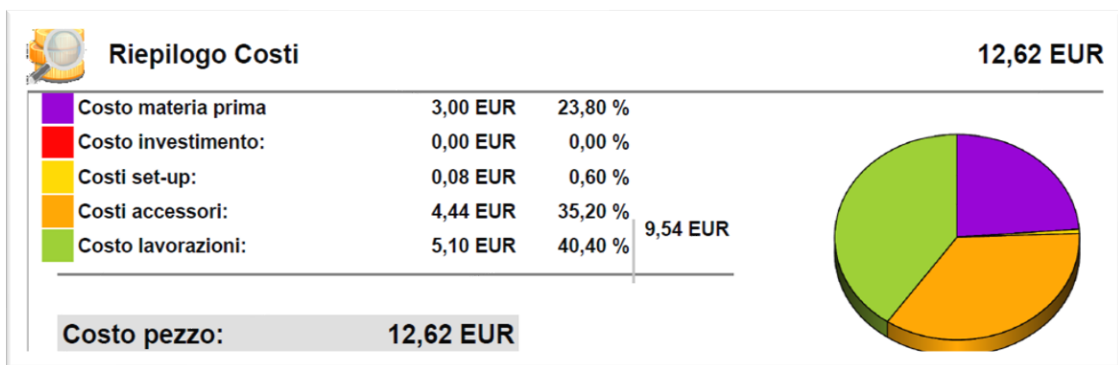 Riepilogo Costi 12,62 EUR
Costo materia prima 3,00 EUR 23,80 %
Costo investimento: 0,00 EUR 0,00 %
Costi set-up: 0,08 EUR 0,60 %
Costi accessori: 4,44 EUR 35,20 %
9,54 EUR
Costo lavorazioni: 5,10 EUR 40,40 %
Costo pezzo: 12,62 EUR